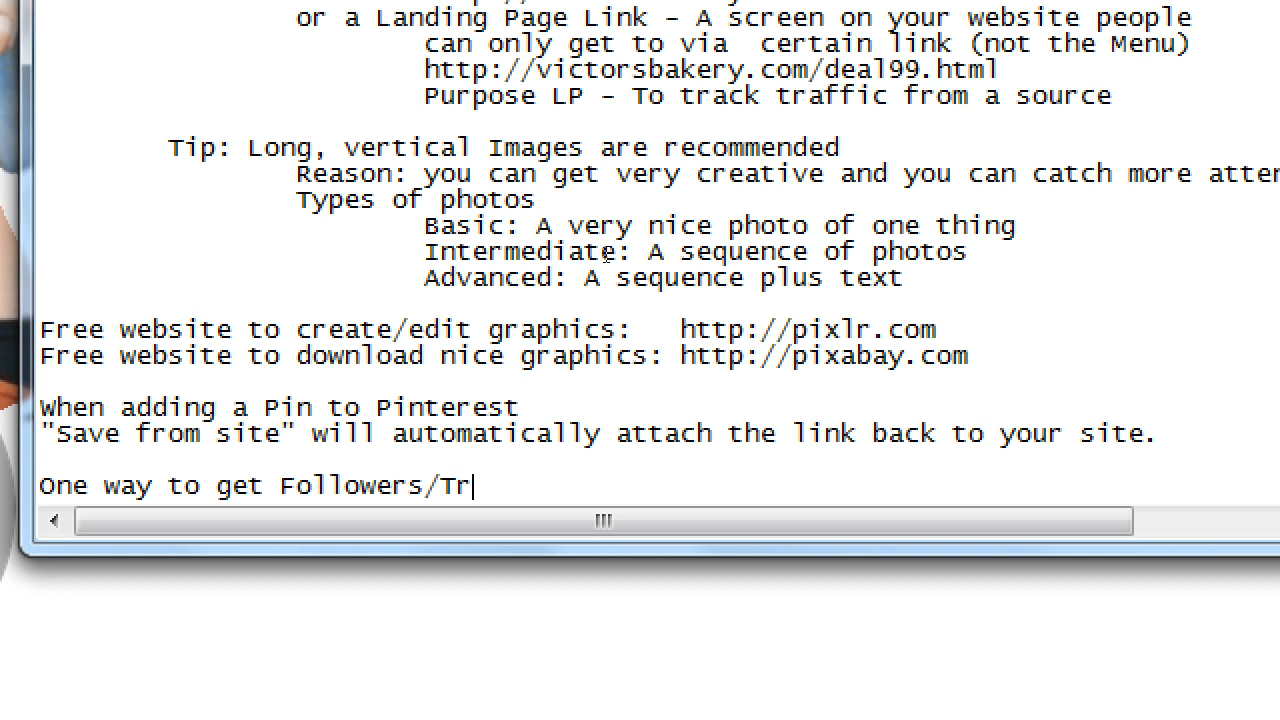 or a Landing Page Link - A screen on your website people
can only get to via  certain link (not the Menu)
http://victorsbakery.com/deal99.html
Purpose LP - To track traffic from a source
Tip: Long, vertical Images are recommended
Reason: you can get very creative and you can catch more atten
Types of photos
Basic: A very nice photo of one thing
Intermediate: A sequence of photos
Advanced: A sequence plus text
Free website to create/edit graphics:   http://pixlr.com
Free website to download nice graphics: http://pixabay.com
When adding a Pin to Pinterest
"Save from site" will automatically attach the link back to your site.
One way to get Followers/Tr